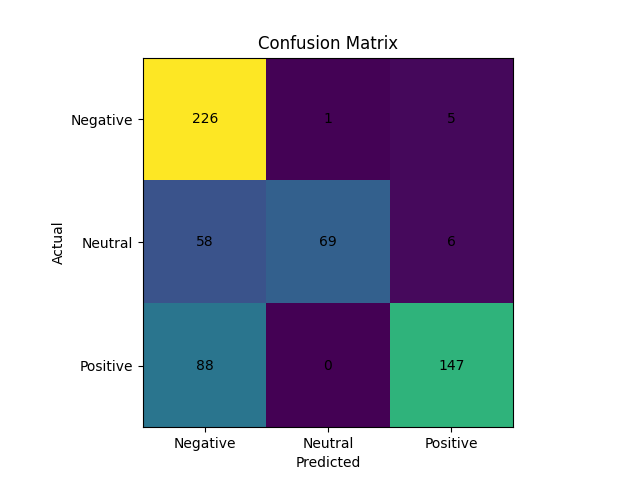 Confusion Matrix
Actual
Negative 226 1 5
Neutral 58 69 6
Positive 88 0 147
Negative Neutral Positive
Predicted